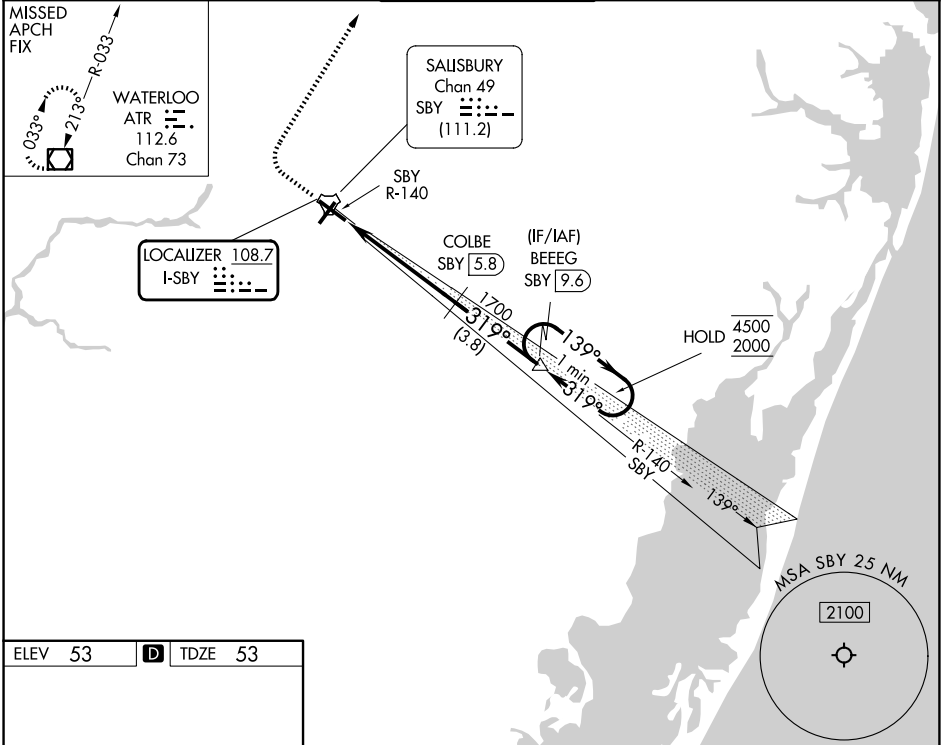 MISSED
APCH
FIX
R-033
033°
213°
WATERLOO
ATR
112.6
Chan 73
SALISBURY
Chan 49
SBY
(111.2)
SBY
R-140
LOCALIZER 108.7
I-SBY
COLBE
SBY 5.8
(IF/IAF)
BEEEG
SBY 9.6
1700
319°
(3.8)
139°
1 min
319°
HOLD 4500
2000
R-140
SBY
139°
MSA SBY 25 NM
2100
ELEV 53 D TDZE 53